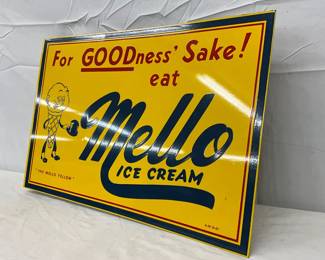 For GOODness' Sake!
eat
Mello
ICE CREAM
"THE MELLO FELLOW"